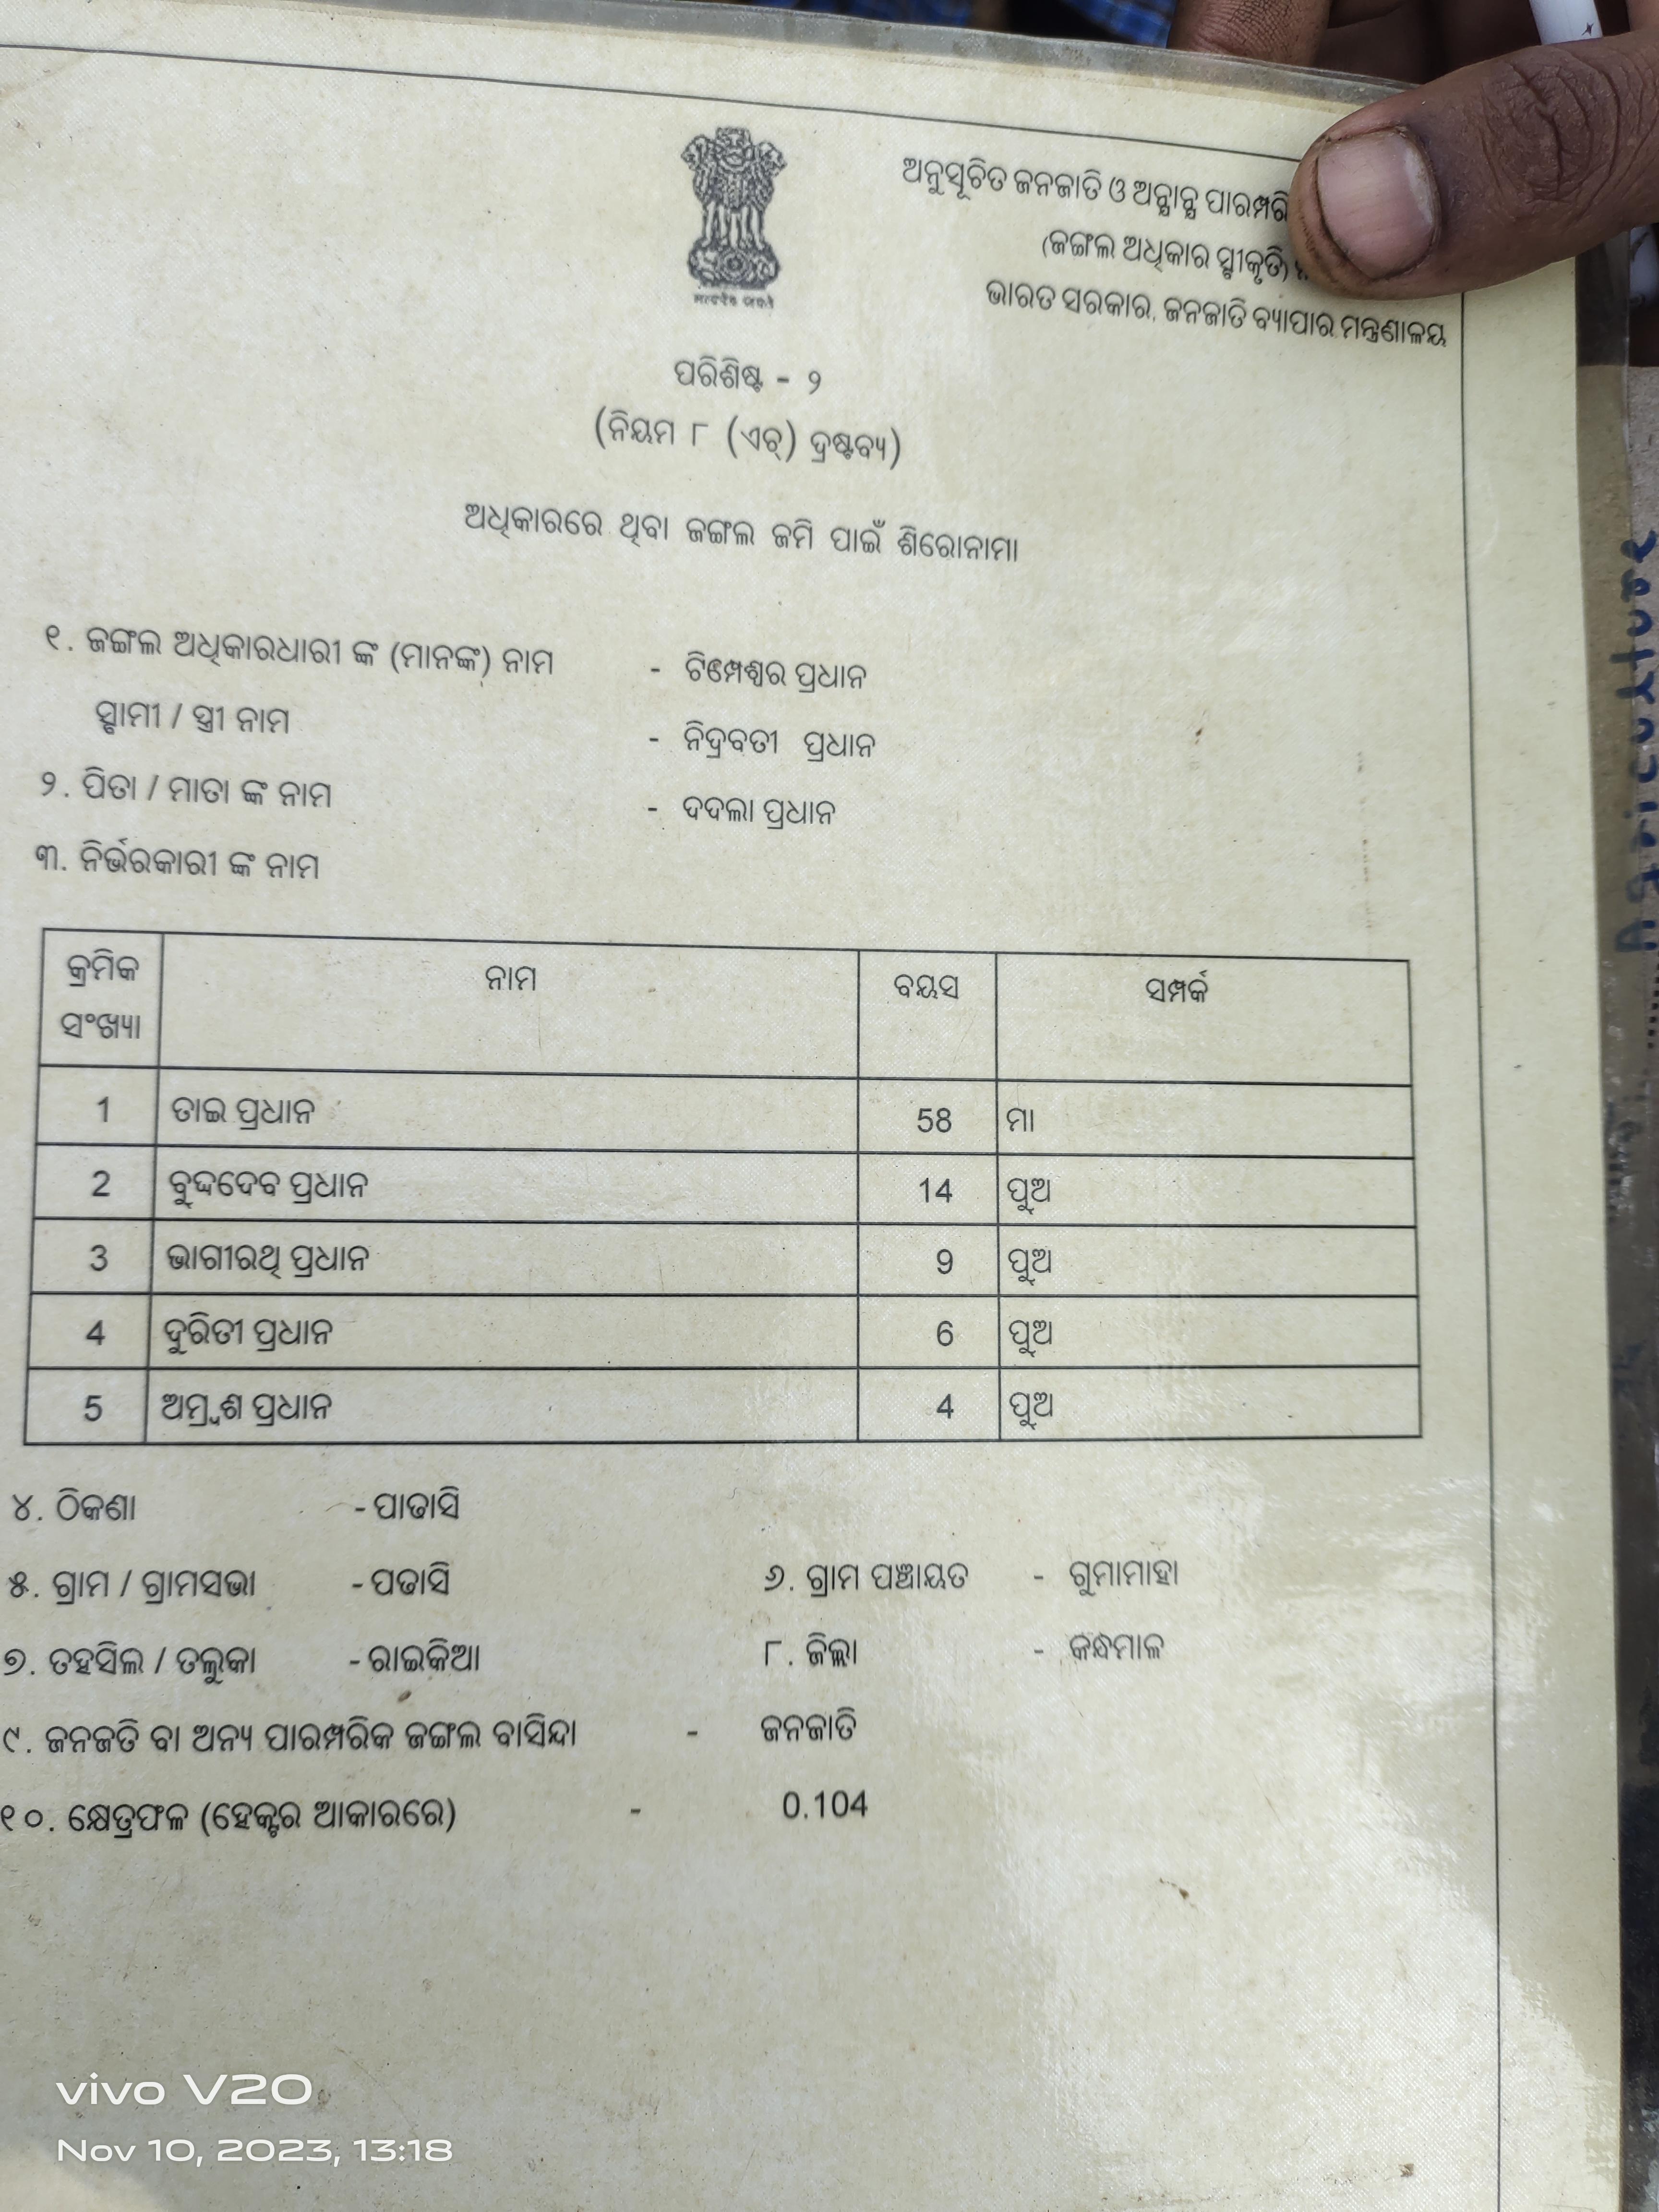 ଅନୁସୂଚିତ ଜନଜାତି ଓ ଅନ୍ଯାନ୍ଯ
(ଜଙ୍ଗଲ ଅଧିକାର ସ୍ବୀକୃତି)
ଭାରତ ସରକାର, ଜନଜାତି ବ୍ୟାପାର ମନ୍ତ୍ରଣାଳୟ
ପରିଶିଷ୍ଟ - ୨
(ନିୟମ ୮ (ଏଚ୍) ଦ୍ରଷ୍ଟବ୍ୟ)
ଅଧିକାରରେ ଥିବା ଜଙ୍ଗଲ ଜମି ପାଇଁ ଶିରୋନାମା
୧. ଜଙ୍ଗଲ ଅଧିକାରଧାରୀ ଙ୍କ (ମାନଙ୍କ) ନାମ - ପ୍ରଧାନ
ସ୍ବାମୀ / ସ୍ତ୍ରୀ ନାମ - ନିଦ୍ରବତୀ ପ୍ରଧାନ
୨. ପିତା / ମାତା ଙ୍କ ନାମ - ଦଦଲା ପ୍ରଧାନ
୩. ନିର୍ଭରକାରୀ ଙ୍କ ନାମ
କ୍ରମିକ ସଂଖ୍ୟା ନାମ ବୟସ ସମ୍ପର୍କ
1 ତାଇ ପ୍ରଧାନ 58 ମା
2 ବୁଦ୍ଦଦେବ ପ୍ରଧାନ 14 ପୁଅ
3 ଭାଗୀରଥି ପ୍ରଧାନ 9 ପୁଅ
4 ଦୁରିତୀ ପ୍ରଧାନ 6 ପୁଅ
5 ପ୍ରଧାନ 4 ପୁଅ
୪. ଠିକଣା - ପାଡାସି
୫. ଗ୍ରାମ / ଗ୍ରାମସଭା - ପଡାସି ୬. ଗ୍ରାମ ପଞ୍ଚାୟତ - ଗୁମାମାହା
୭. ତହସିଲ / ତଲୁକା - ରାଇକିଆ ୮. ଜିଲ୍ଲା - କନ୍ଧମାଳ
୯. ଜନଜତି ବା ଅନ୍ୟ ପାରମ୍ପରିକ ଜଙ୍ଗଲ ବାସିନ୍ଦା - ଜନଜାତି
୧୦. କ୍ଷେତ୍ରଫଳ (ହେକ୍ଟର ଆକାରରେ) - 0.104
vivo V20
Nov 10, 2023, 13:18